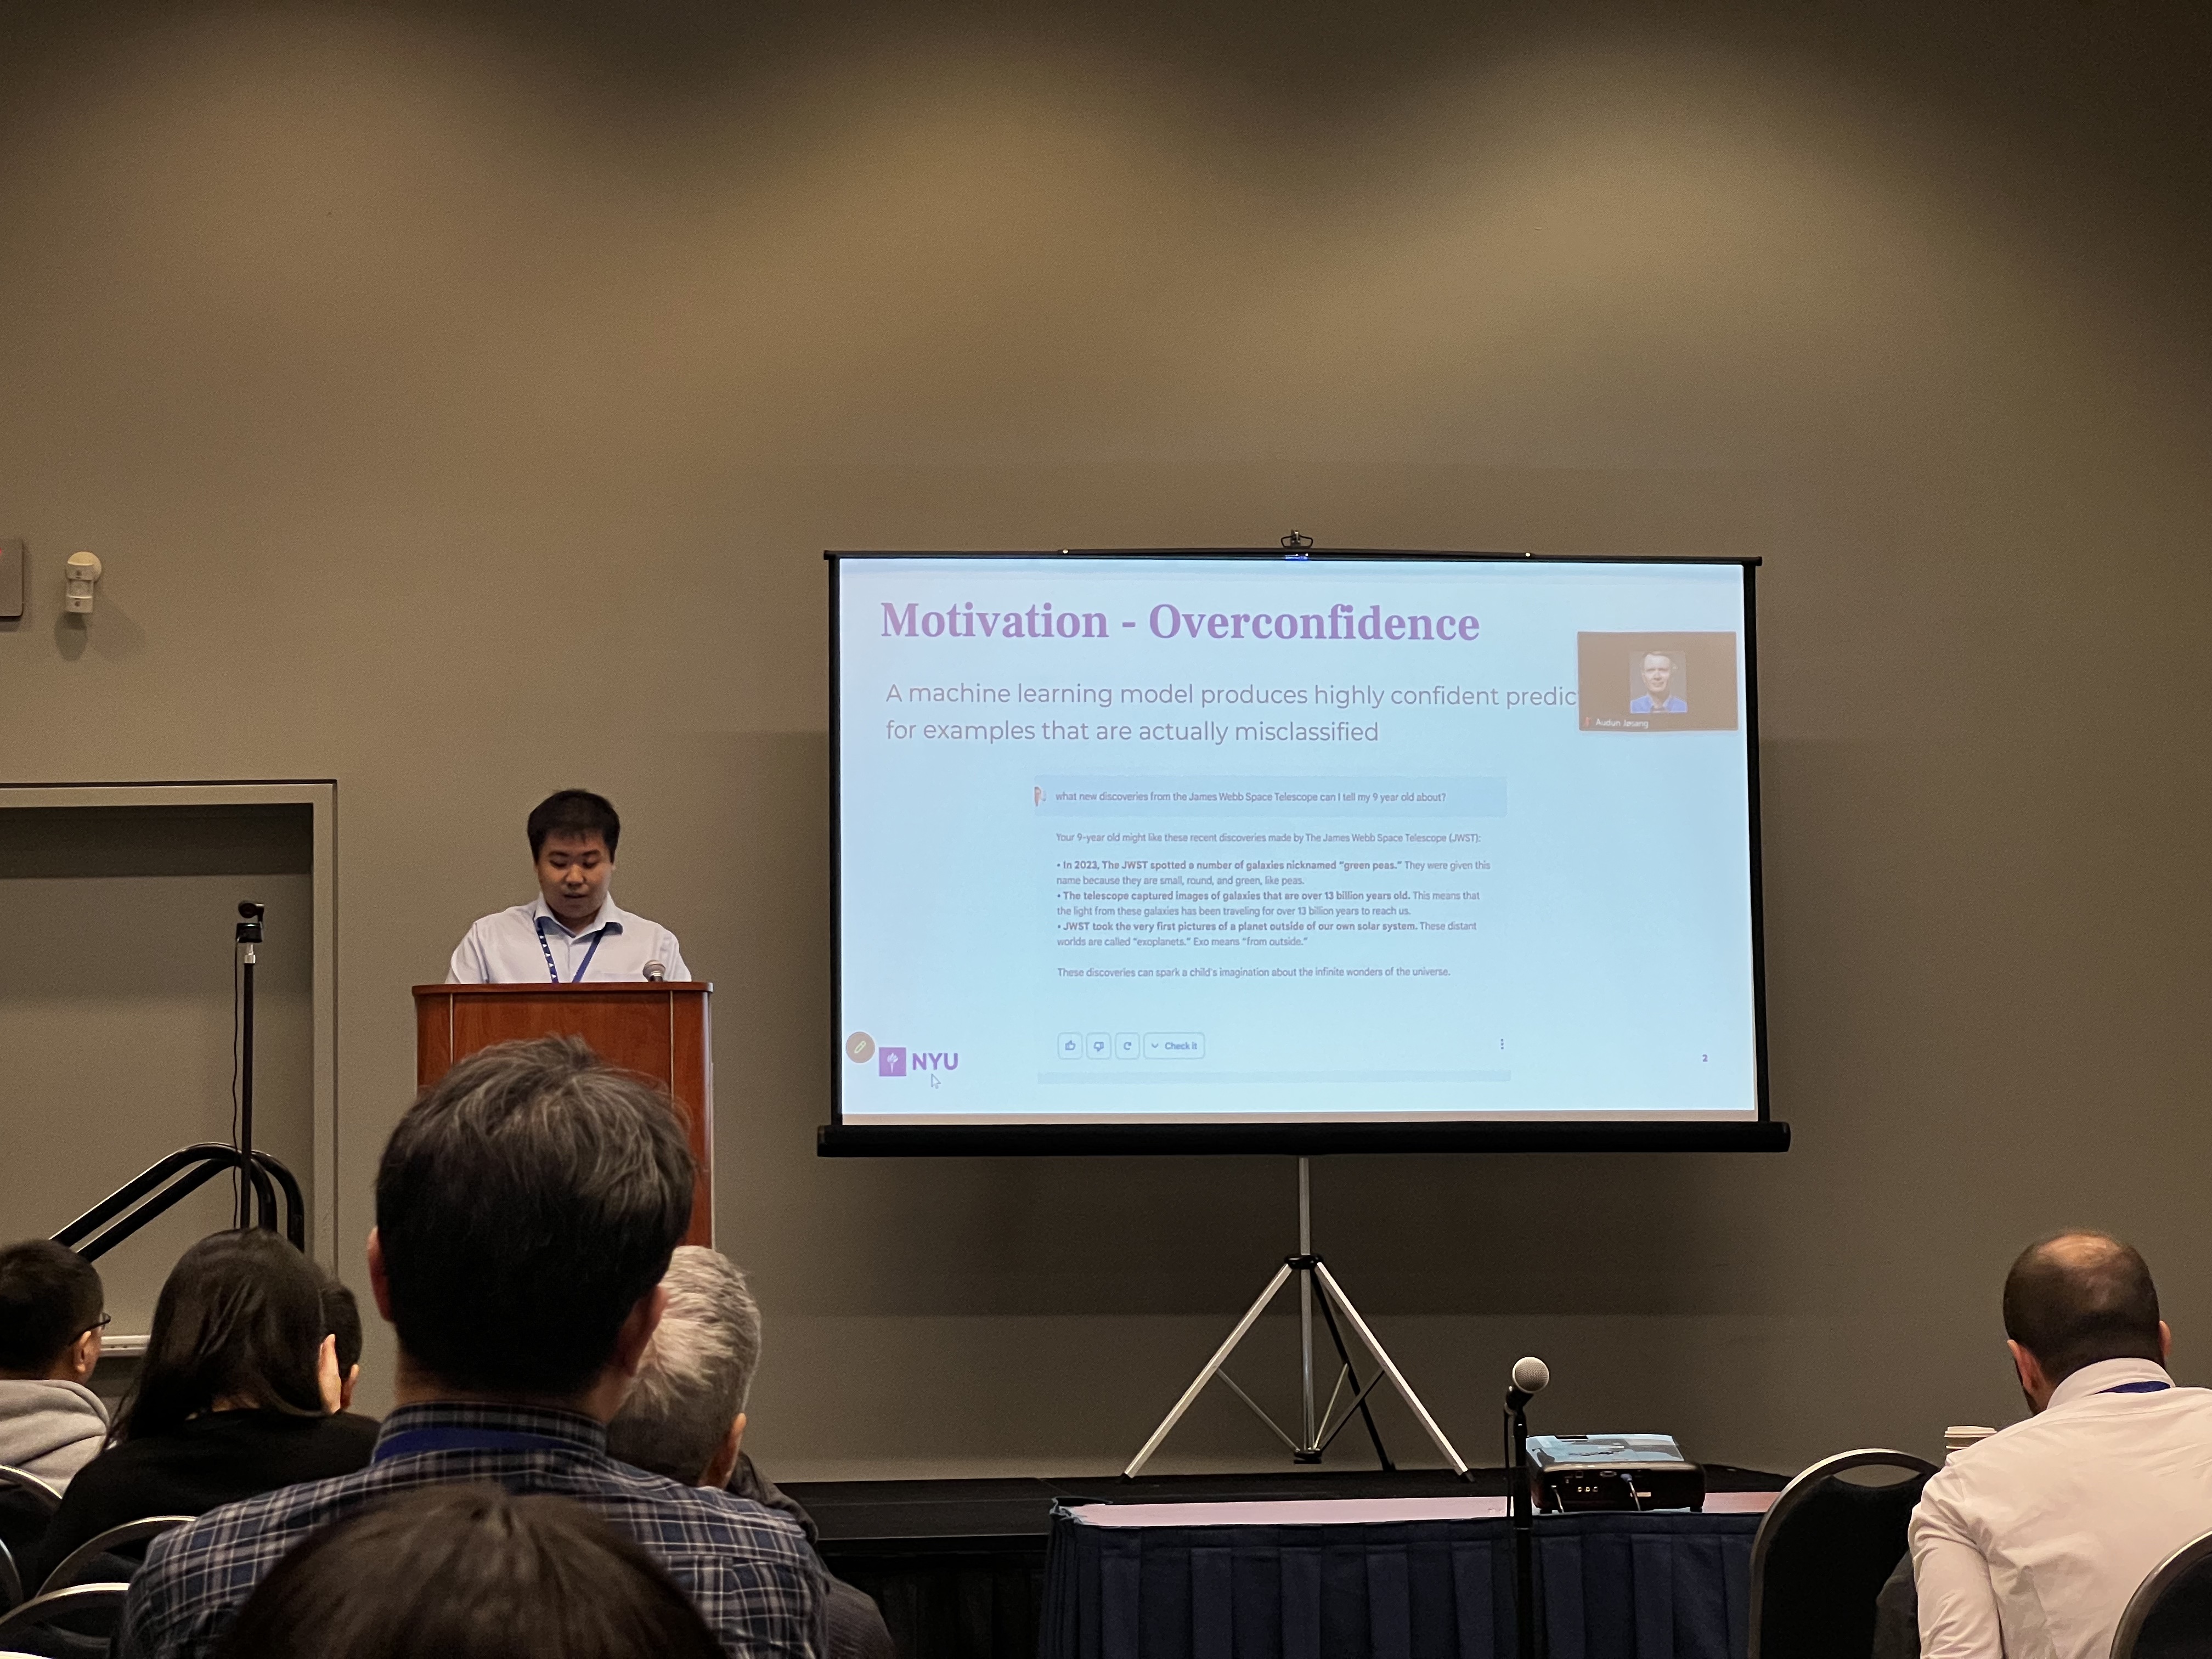 Motivation - Overconfidence
A machine learning model produces highly confident predic
for examples that are actually misclassified
Audun Jøsang
what new discoveries from the James Webb Space Telescope can I tell my 9 year old about?
Your 9-year old might like these recent discoveries made by The James Webb Space Telescope (JWST):
• In 2023, The JWST spotted a number of galaxies nicknamed "green peas." They were given this
name because they are small, round, and green, like peas.
• The telescope captured images of galaxies that are over 13 billion years old. This means that
the light from these galaxies has been traveling for over 13 billion years to reach us.
• JWST took the very first pictures of a planet outside of our own solar system. These distant
worlds are called "exoplanets." Exo means "from outside."
These discoveries can spark a child's imagination about the infinite wonders of the universe.
Check it
NYU
2